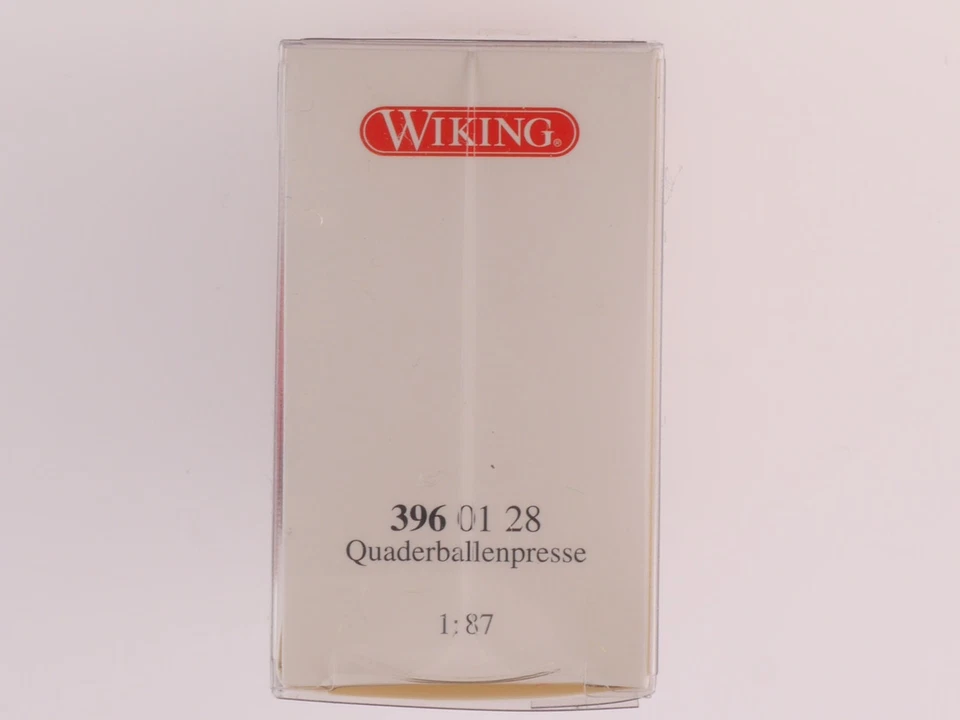 WIKING®
396 01 28
Quaderballenpresse
1:87